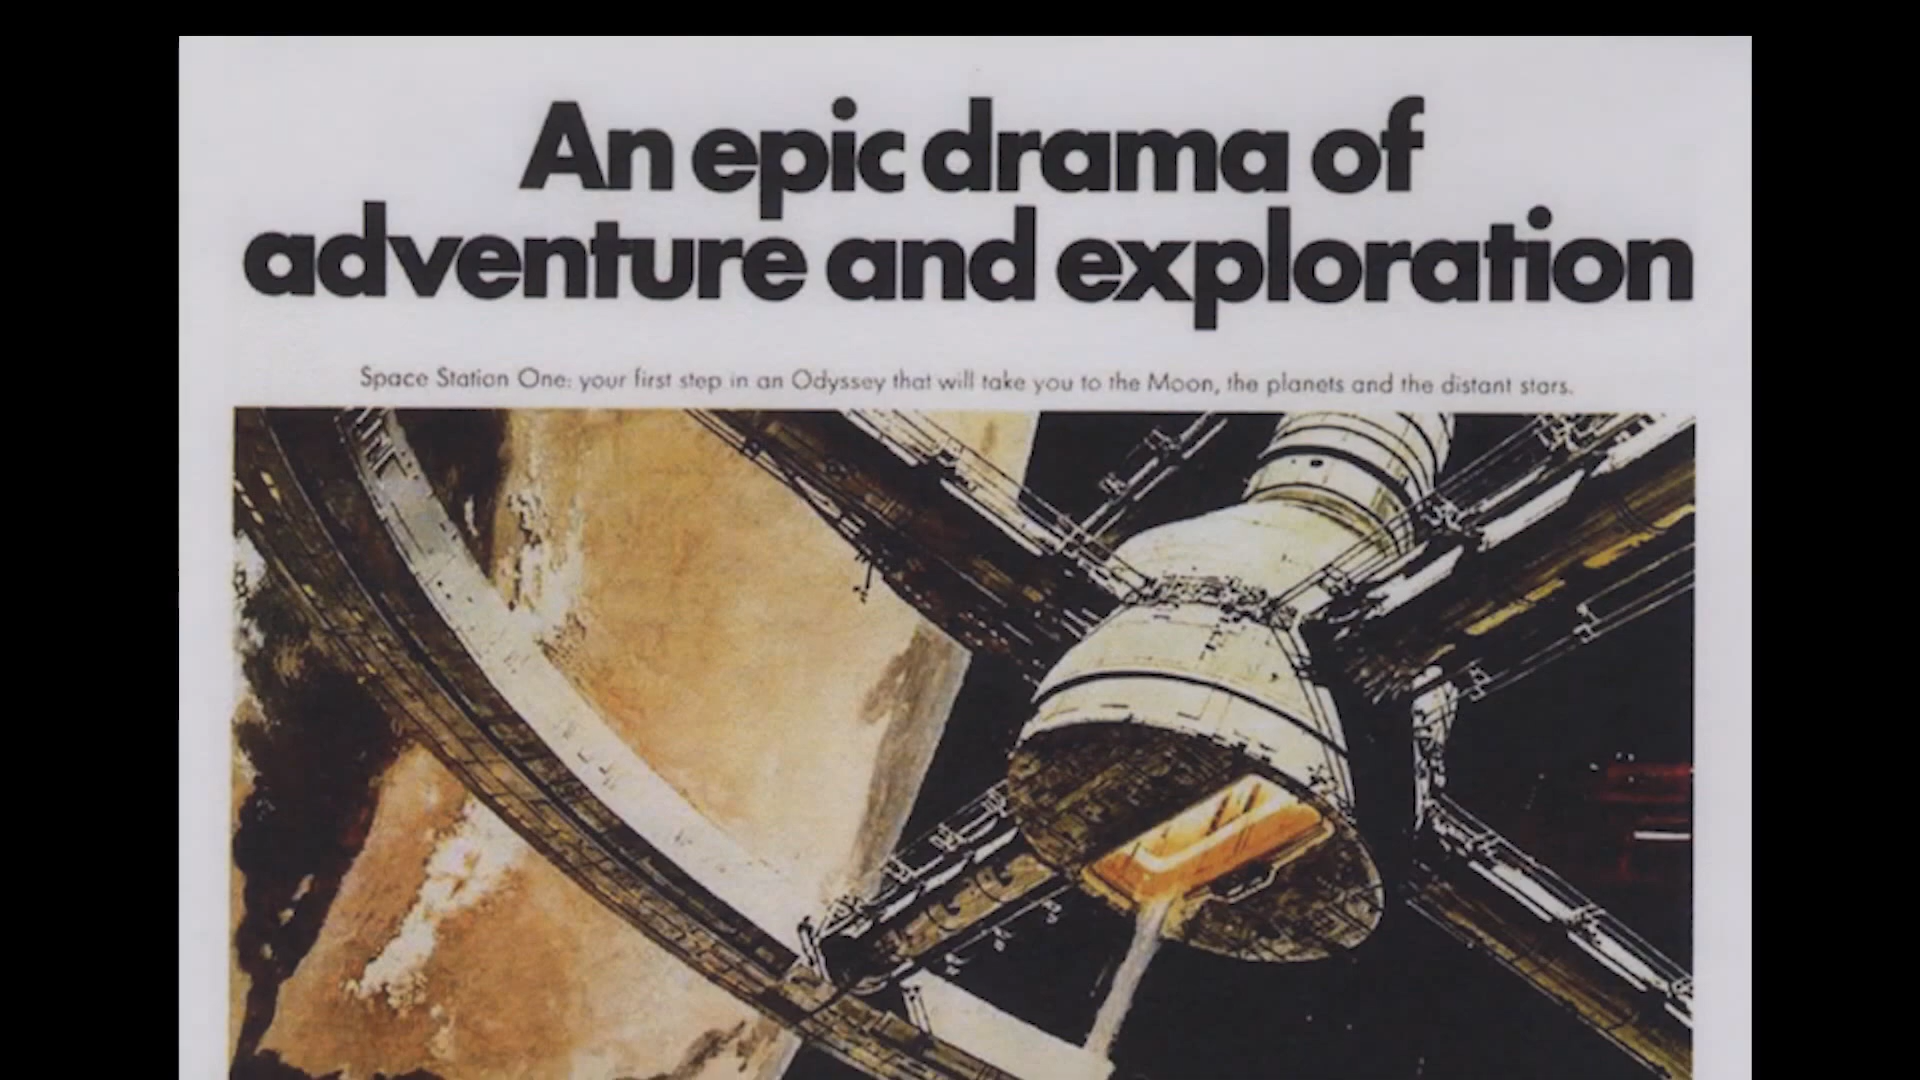 An epic drama of
adventure and exploration
Space Station One: your first step in an Odyssey that will take you to the Moon, the planets and the distant stars.